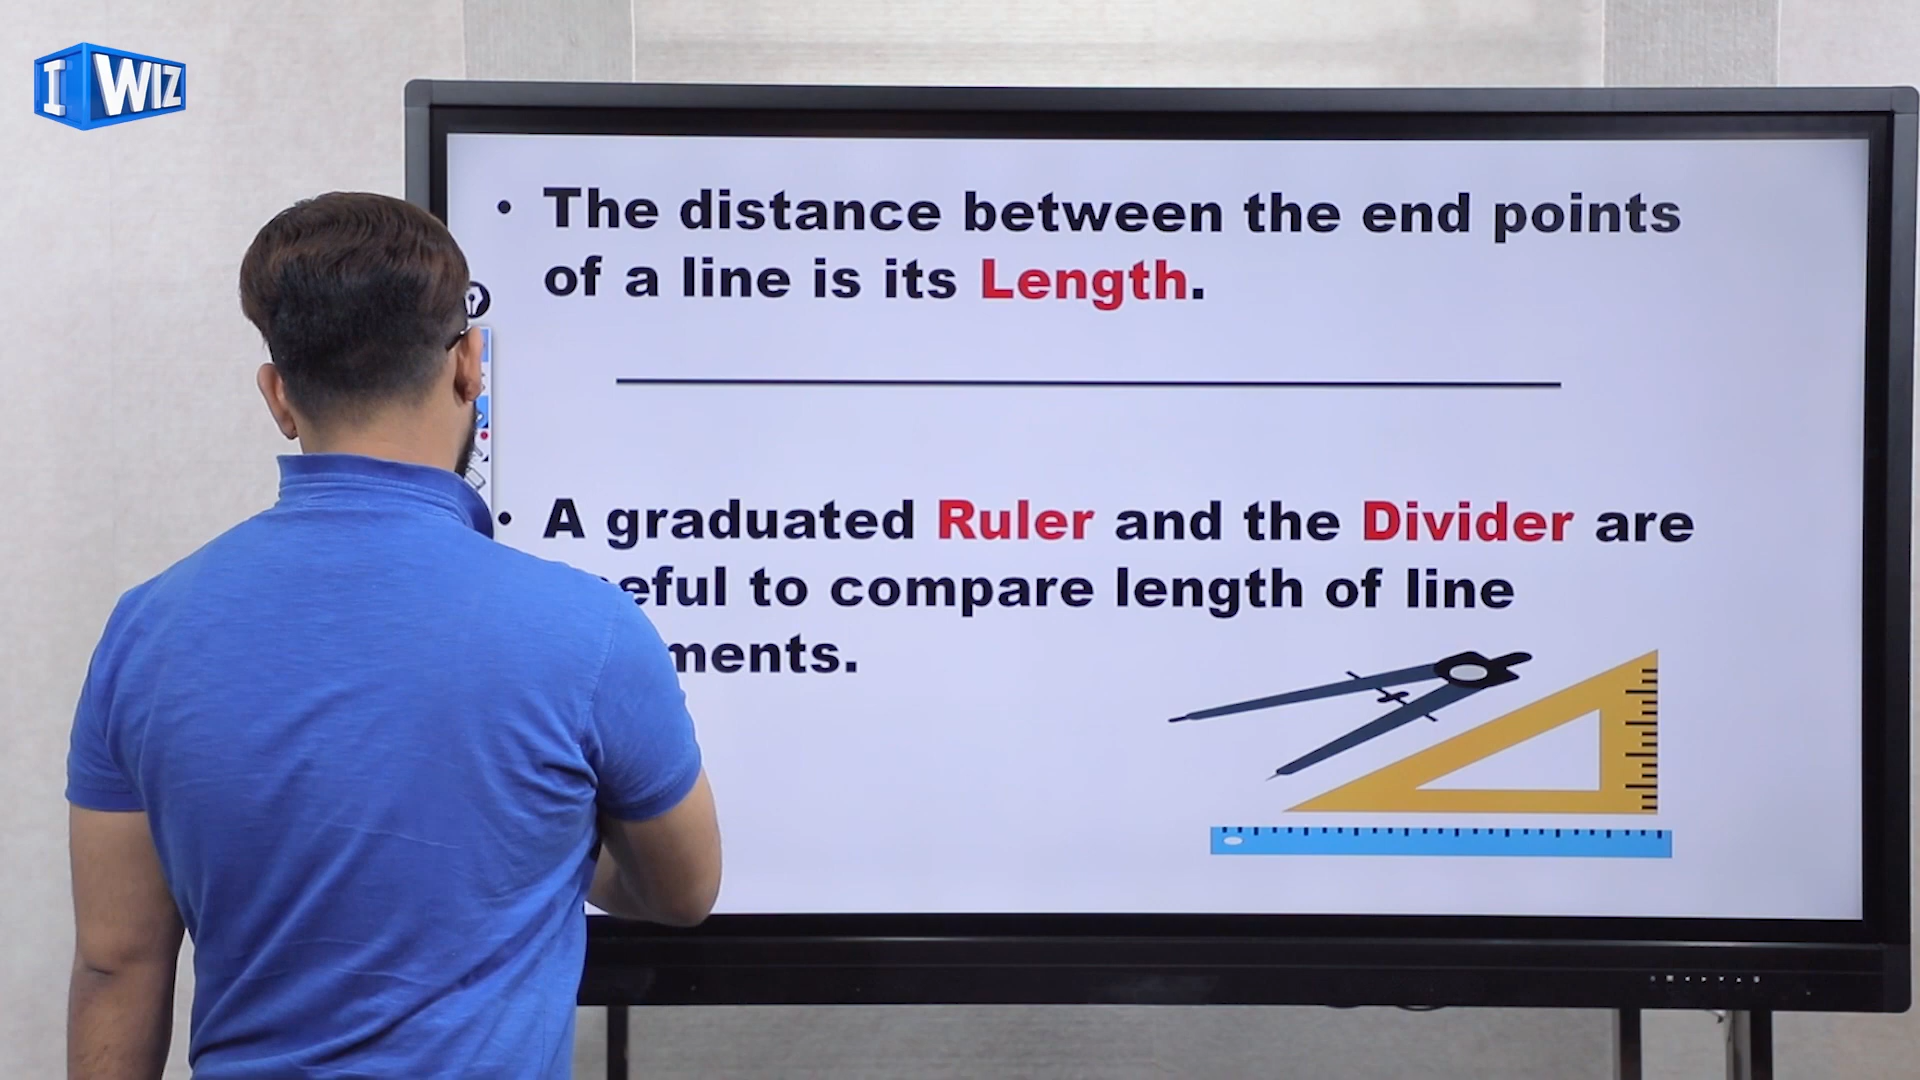 I WIZ
• The distance between the end points
of a line is its Length.
• A graduated Ruler and the Divider are
eful to compare length of line
ments.